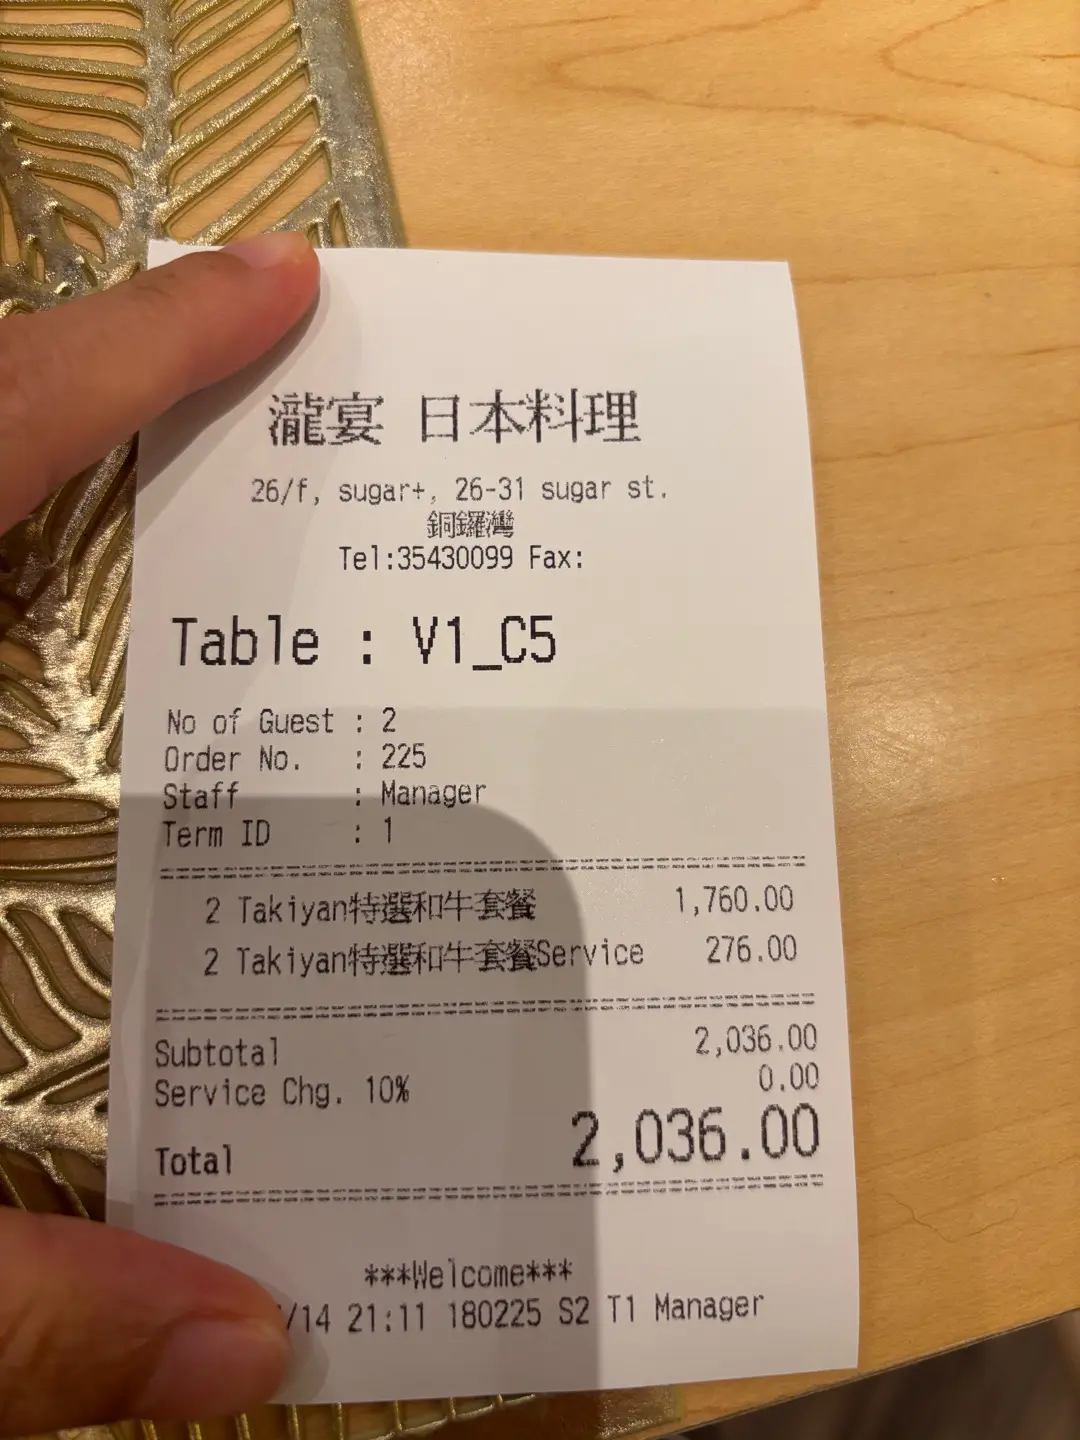 瀧宴 日本料理
26/f, sugar+, 26-31 sugar st.
銅鑼灣
Tel:35430099 Fax:
Table : V1_C5
No of Guest : 2
Order No. : 225
Staff : Manager
Term ID : 1
2 Takiyan特選和牛套餐 1,760.00
2 Takiyan特選和牛套餐Service 276.00
Subtotal 2,036.00
Service Chg. 10% 0.00
Total 2,036.00
***Welcome***
/14 21:11 180225 S2 T1 Manager